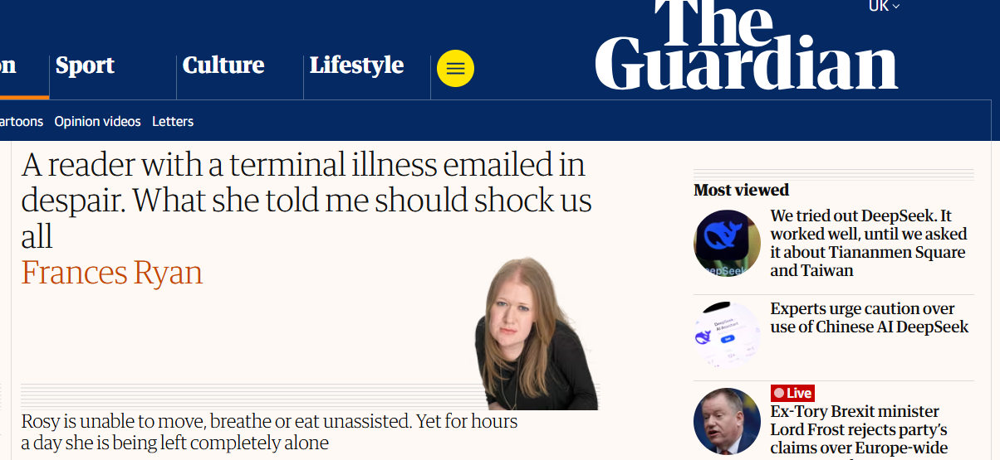 UK
The
Guardian
Sport
Culture
Lifestyle
Opinion videos
Letters
A reader with a terminal illness emailed in
despair. What she told me should shock us
all
Frances Ryan
Rosy is unable to move, breathe or eat unassisted. Yet for hours
a day she is being left completely alone
Most viewed
We tried out DeepSeek. It
worked well, until we asked
it about Tiananmen Square
and Taiwan
Experts urge caution over
use of Chinese AI DeepSeek
Live
Ex-Tory Brexit minister
Lord Frost rejects party’s
claims over Europe-wide